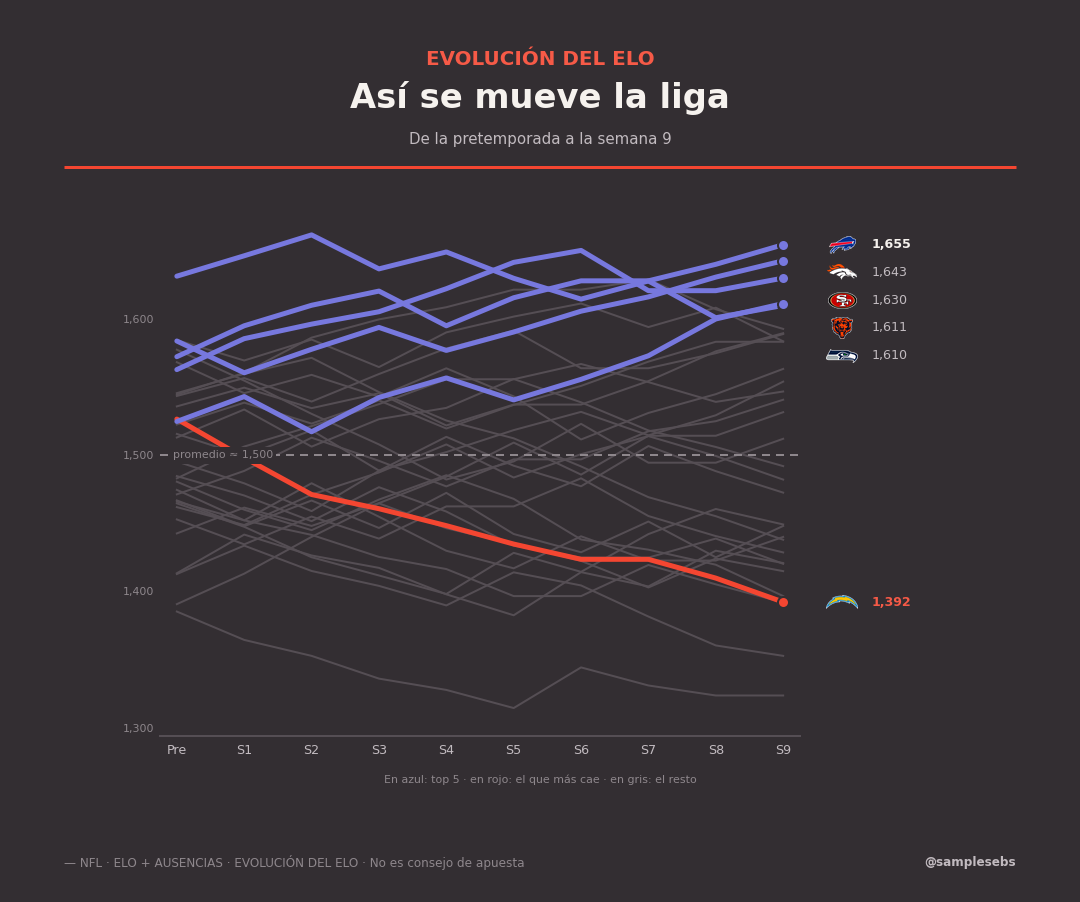 EVOLUCIÓN DEL ELO
Así se mueve la liga
De la pretemporada a la semana 9
1,655
1,643
1,630
1,611
1,610
1,392
1,600
1,500
promedio ≈ 1,500
1,400
1,300
Pre S1 S2 S3 S4 S5 S6 S7 S8 S9
En azul: top 5 · en rojo: el que más cae · en gris: el resto
— NFL · ELO + AUSENCIAS · EVOLUCIÓN DEL ELO · No es consejo de apuesta
@samplesebs